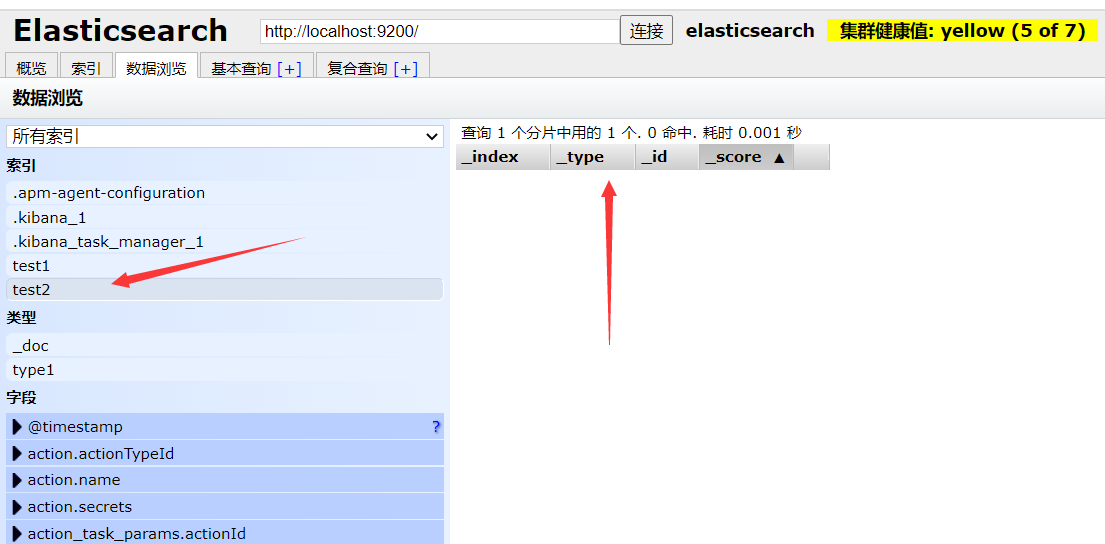 Elasticsearch http://localhost:9200/ 连接 elasticsearch 集群健康值: yellow (5 of 7)
概览 索引 数据浏览 基本查询 [+] 复合查询 [+]
数据浏览
所有索引
索引
.apm-agent-configuration
.kibana_1
.kibana_task_manager_1
test1
test2
类型
_doc
type1
字段
@timestamp ?
action.actionTypeId
action.name
action.secrets
action_task_params.actionId
查询 1 个分片中用的 1 个. 0 命中. 耗时 0.001 秒
_index _type _id _score ▲